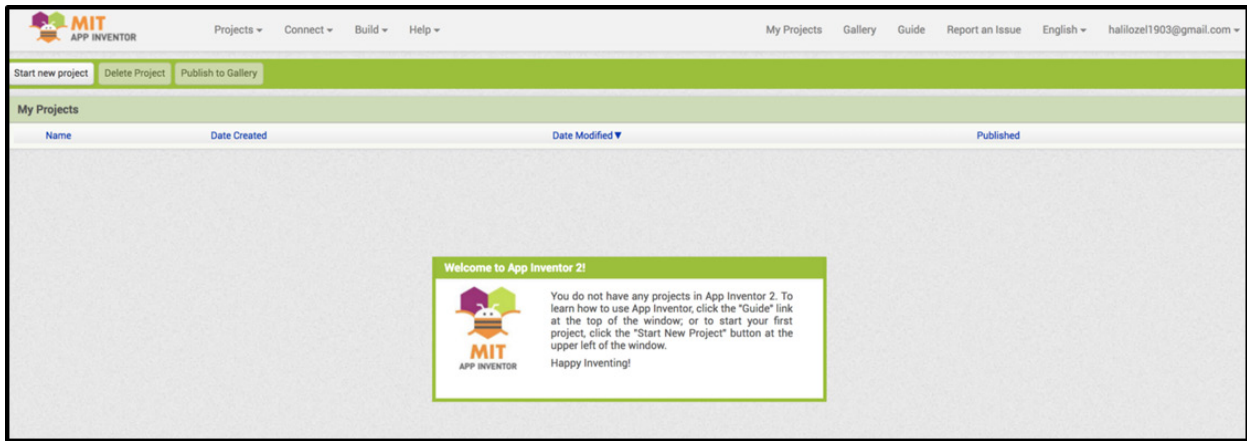 MIT
APP INVENTOR
Projects Connect Build Help My Projects Gallery Guide Report an Issue English halilozel1903@gmail.com
Start new project Delete Project Publish to Gallery
My Projects
Name Date Created Date Modified▼ Published
Welcome to App Inventor 2!
You do not have any projects in App Inventor 2. To
learn how to use App Inventor, click the "Guide" link
at the top of the window; or to start your first
project, click the "Start New Project" button at the
upper left of the window.
Happy Inventing!
MIT
APP INVENTOR